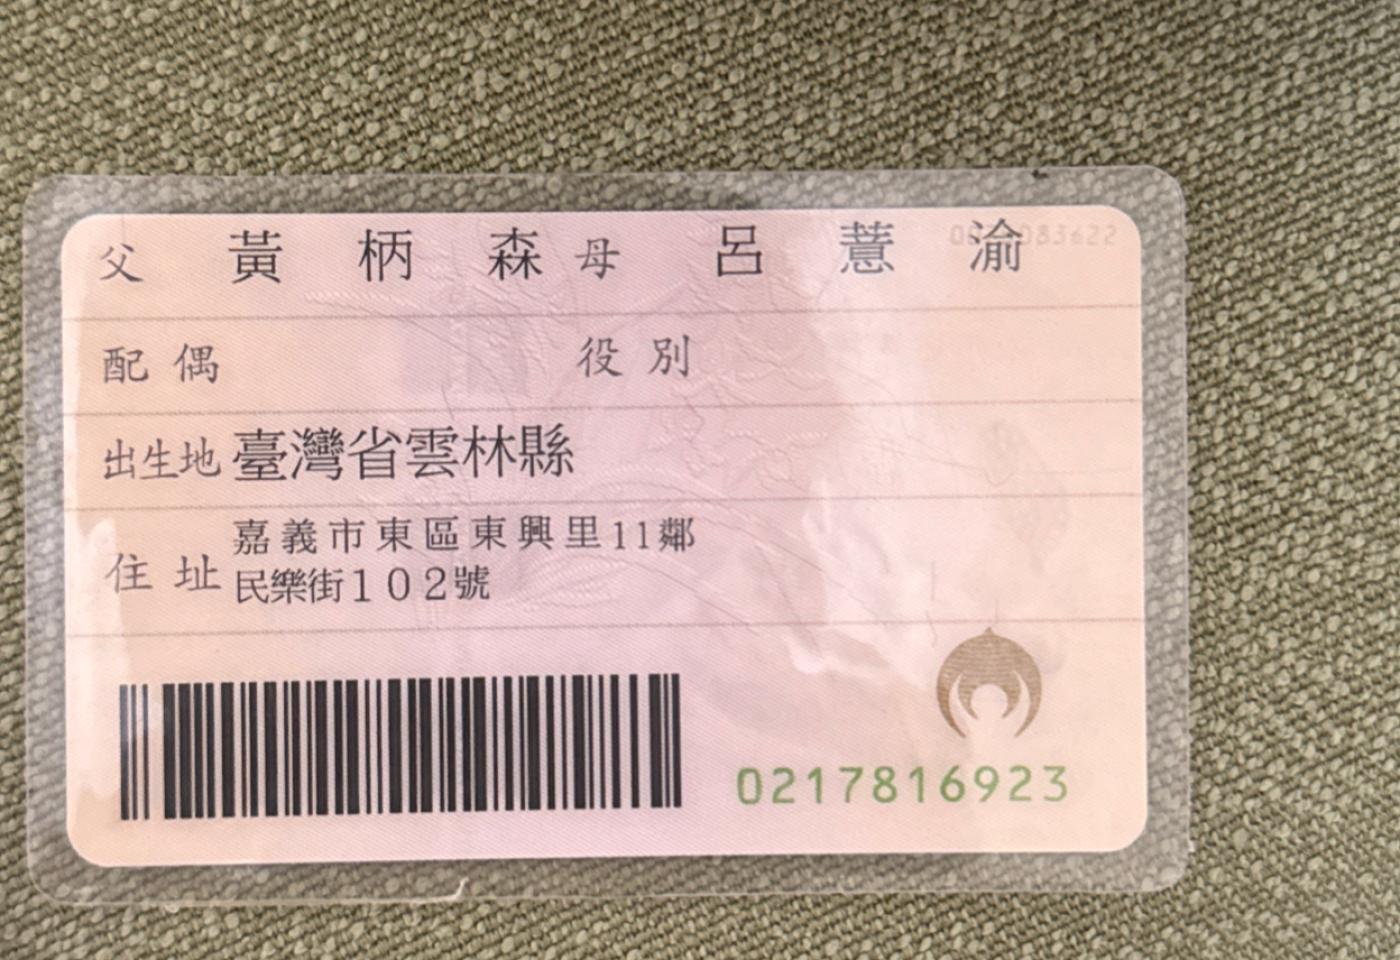 父 黃柄森 母 呂薏渝
配偶 役別
出生地 臺灣省雲林縣
住址 嘉義市東區東興里11鄰
民樂街102號
0217816923